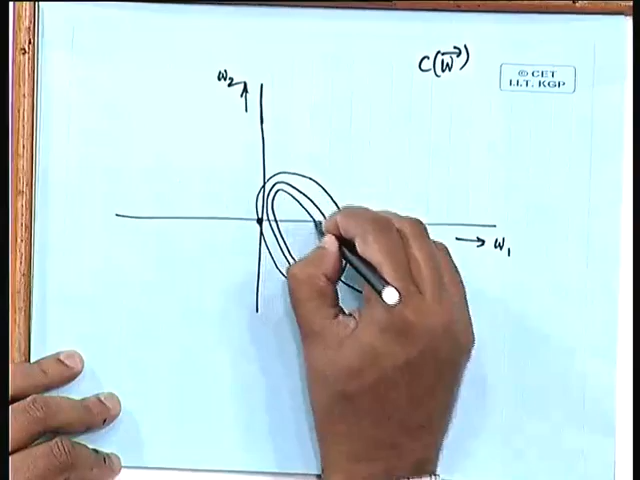 C(w⃗)
© CET
I.I.T. KGP
w₂
w₁